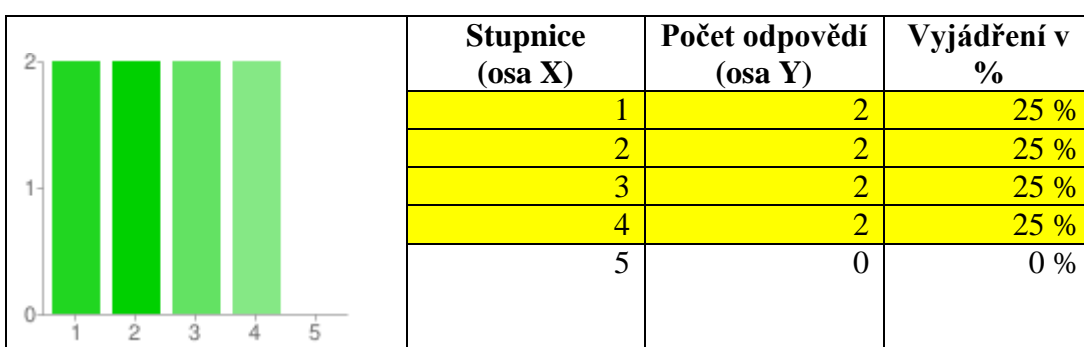 2
1
0
1 2 3 4 5
Stupnice (osa X) Počet odpovědí (osa Y) Vyjádření v %
1 2 25 %
2 2 25 %
3 2 25 %
4 2 25 %
5 0 0 %